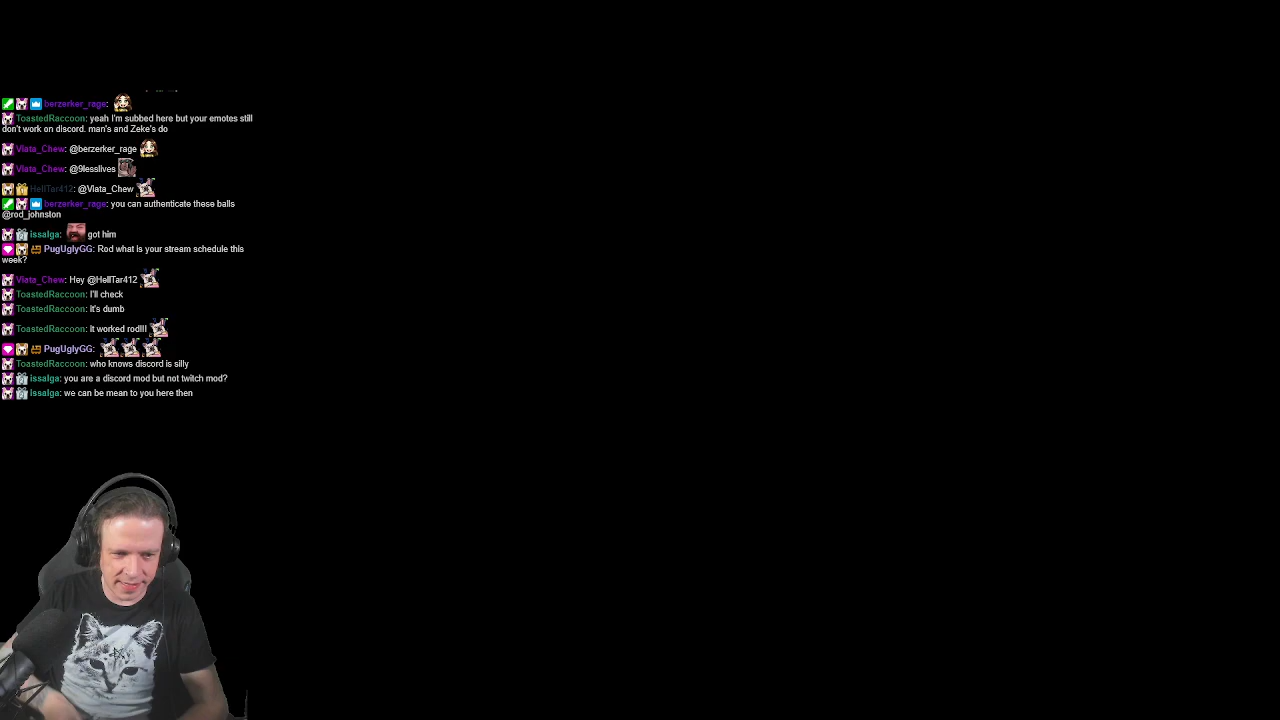 berzerker_rage:
ToastedRaccoon: yeah I'm subbed here but your emotes still
don't work on discord. man's and Zeke's do
Viata_Chew: @berzerker_rage
Viata_Chew: @9lesslives
HellTar412: @Viata_Chew
berzerker_rage: you can authenticate these balls
@rod_johnston
issalga: got him
PugUglyGG: Rod what is your stream schedule this
week?
Viata_Chew: Hey @HellTar412
ToastedRaccoon: I'll check
ToastedRaccoon: It's dumb
ToastedRaccoon: it worked rod!!!
PugUglyGG:
ToastedRaccoon: who knows discord is silly
issalga: you are a discord mod but not twitch mod?
issalga: we can be mean to you here then